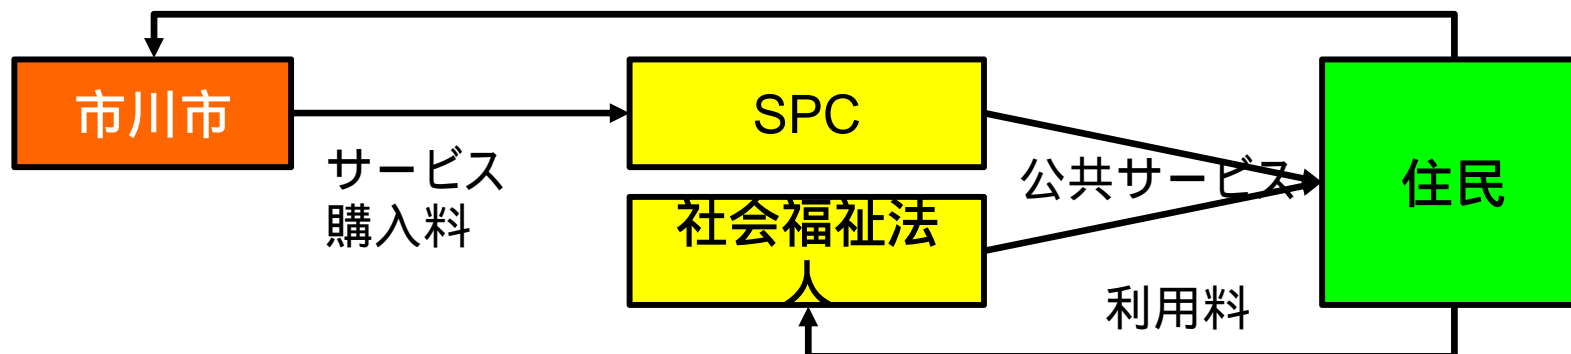 市川市
サービス
購入料
SPC
社会福祉法
人
公共サービス
利用料
住民